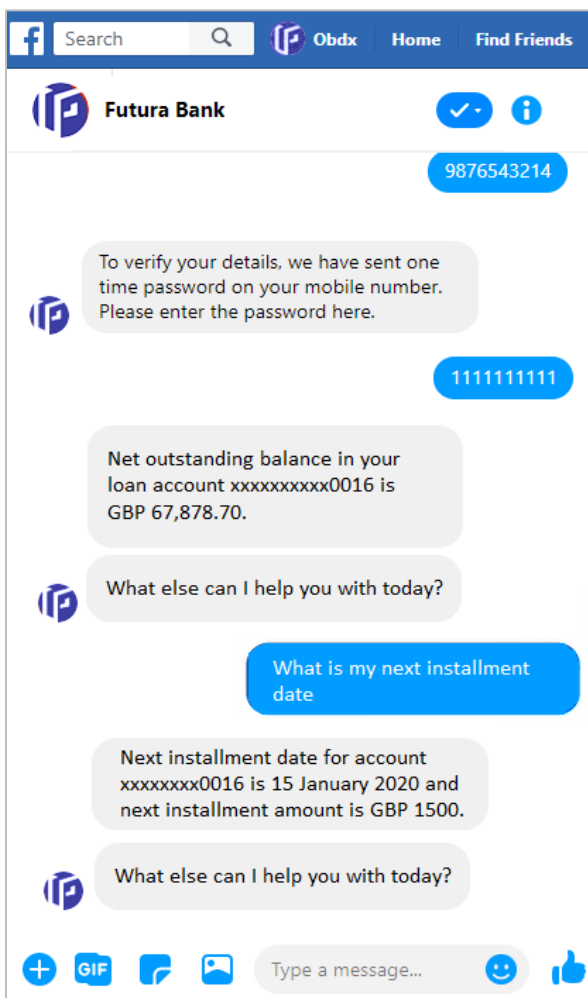 f Search Obdx Home Find Friends
Futura Bank
9876543214
To verify your details, we have sent one
time password on your mobile number.
Please enter the password here.
1111111111
Net outstanding balance in your
loan account xxxxxxxxxx0016 is
GBP 67,878.70.
What else can I help you with today?
What is my next installment
date
Next installment date for account
xxxxxxxx0016 is 15 January 2020 and
next installment amount is GBP 1500.
What else can I help you with today?
GIF Type a message...